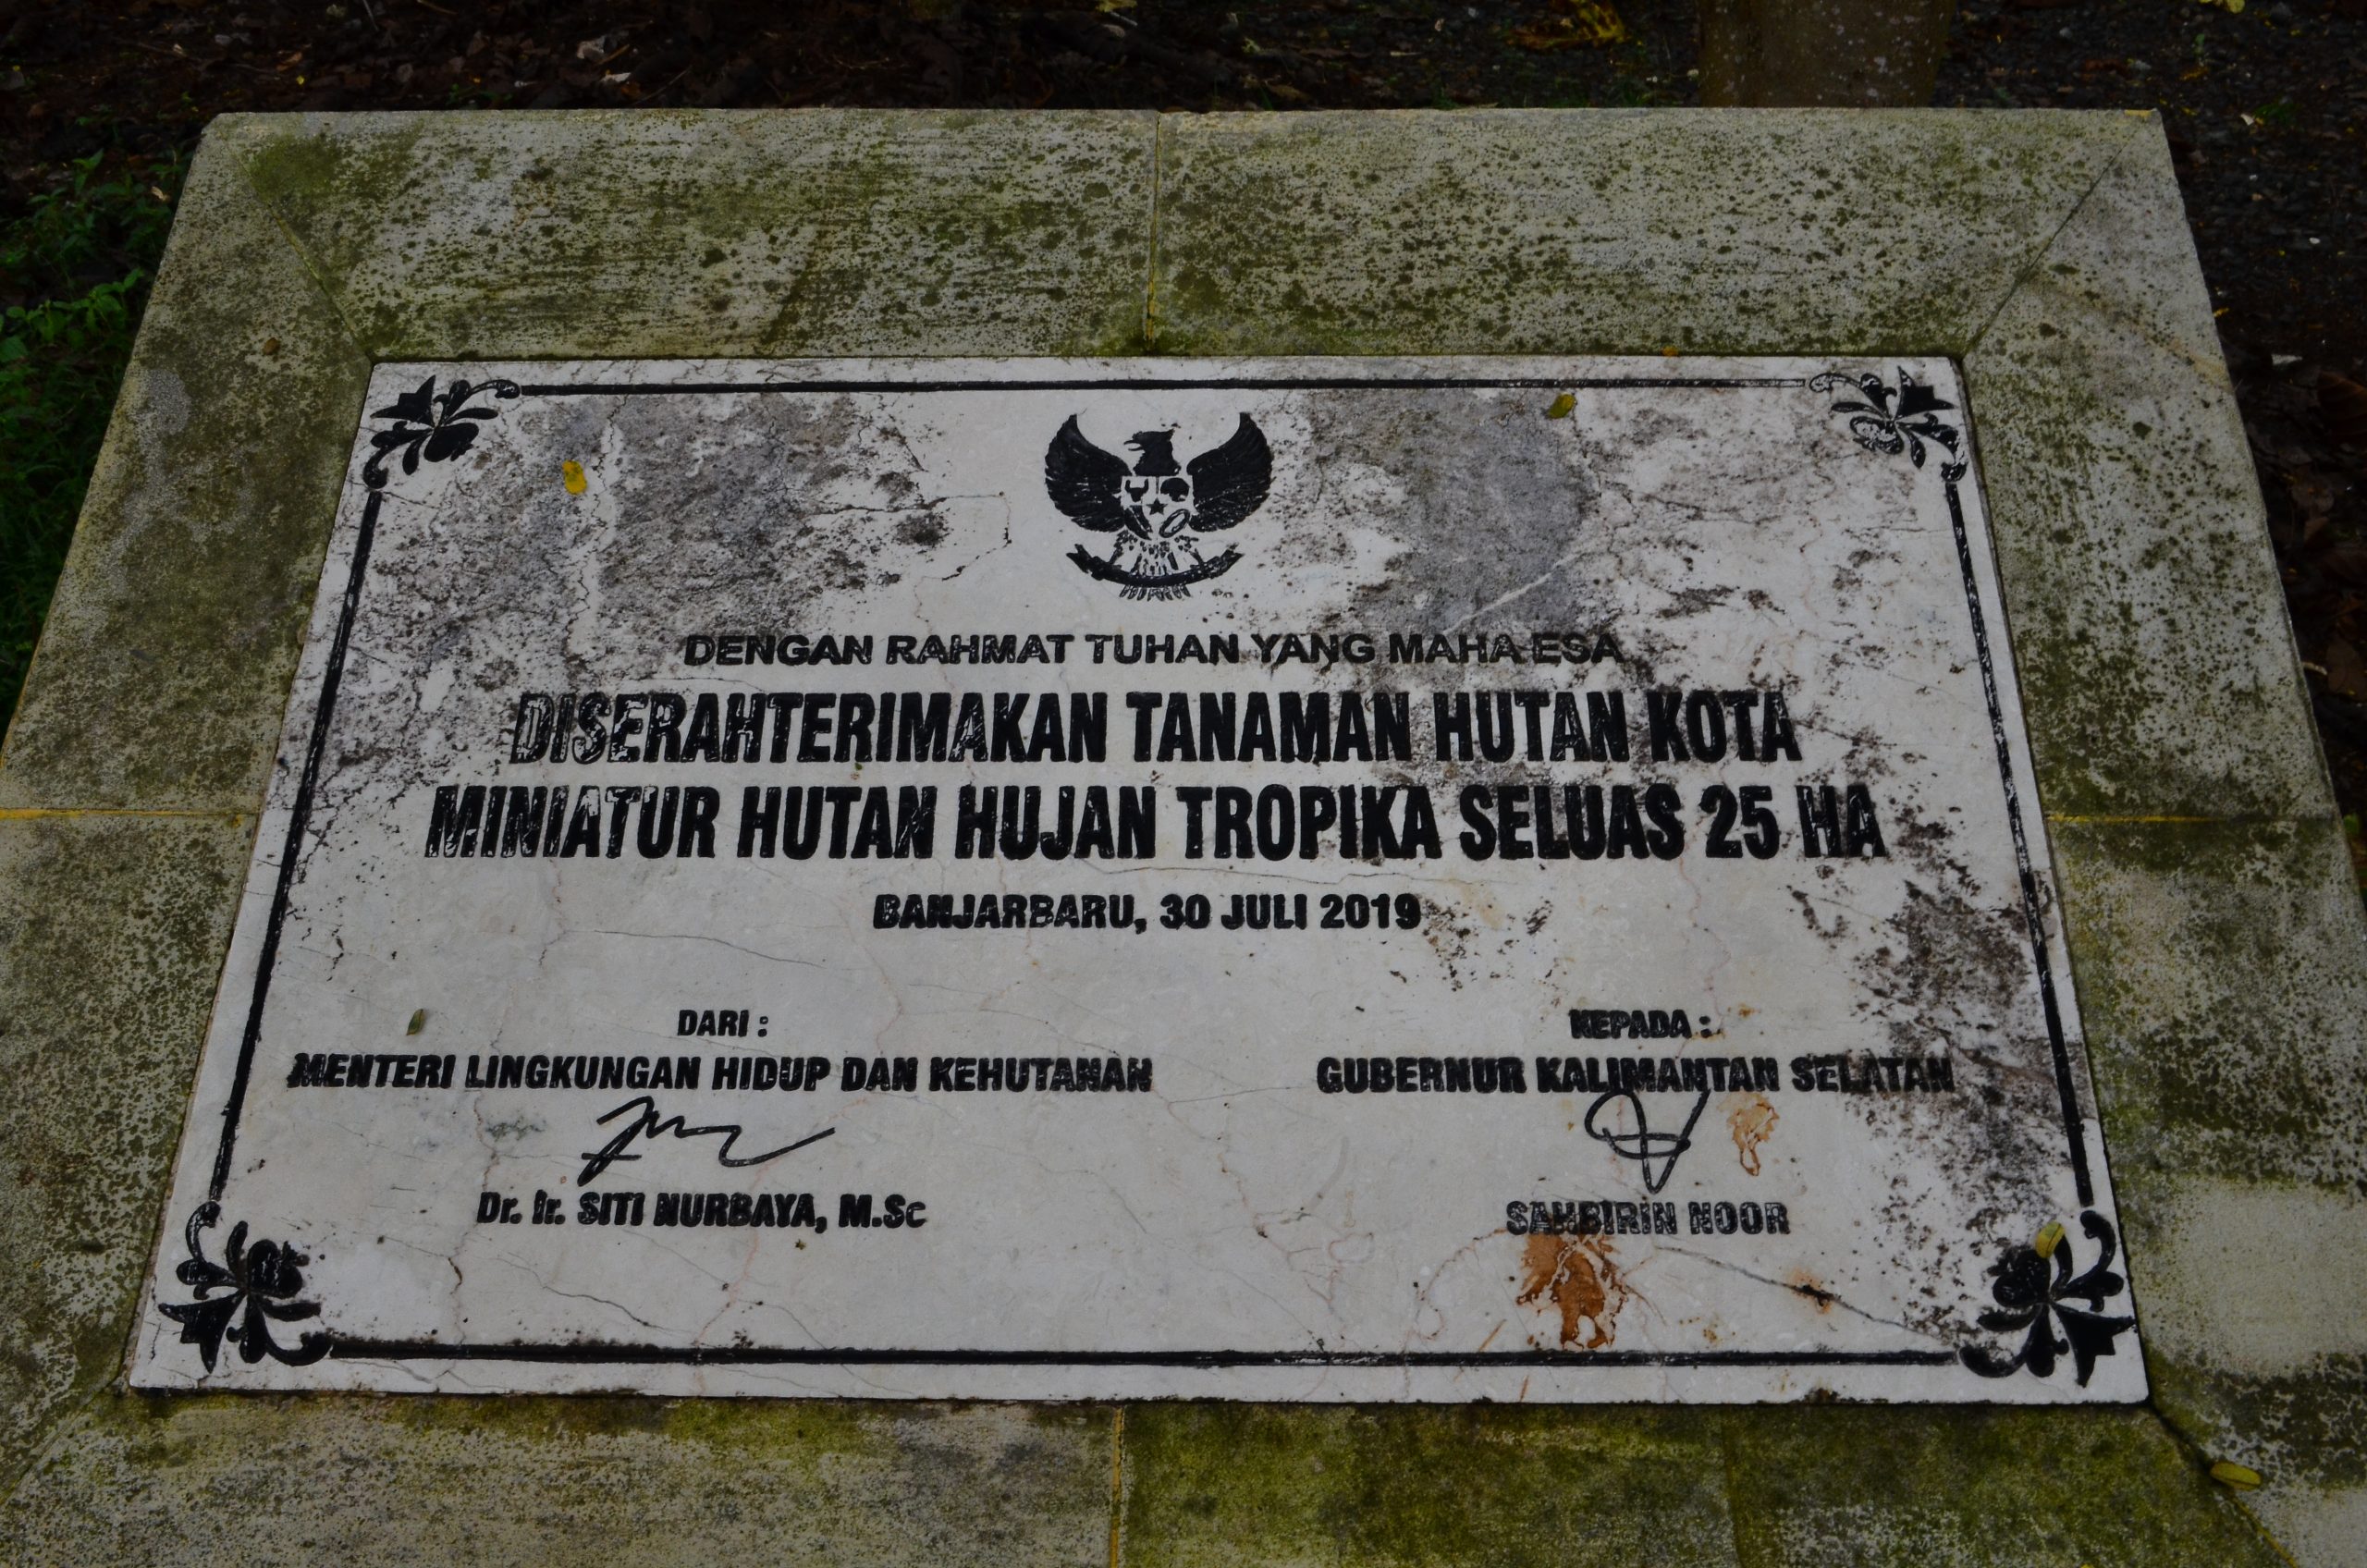 DENGAN RAHMAT TUHAN YANG MAHA ESA
DISERAHTERIMAKAN TANAMAN HUTAN KOTA
MINIATUR HUTAN HUJAN TROPIKA SELUAS 25 HA
BANJARBARU, 30 JULI 2019
DARI :
MENTERI LINGKUNGAN HIDUP DAN KEHUTANAN
Dr. Ir. SITI NURBAYA, M.Sc
KEPADA :
GUBERNUR KALIMANTAN SELATAN
SAHBIRIN NOOR